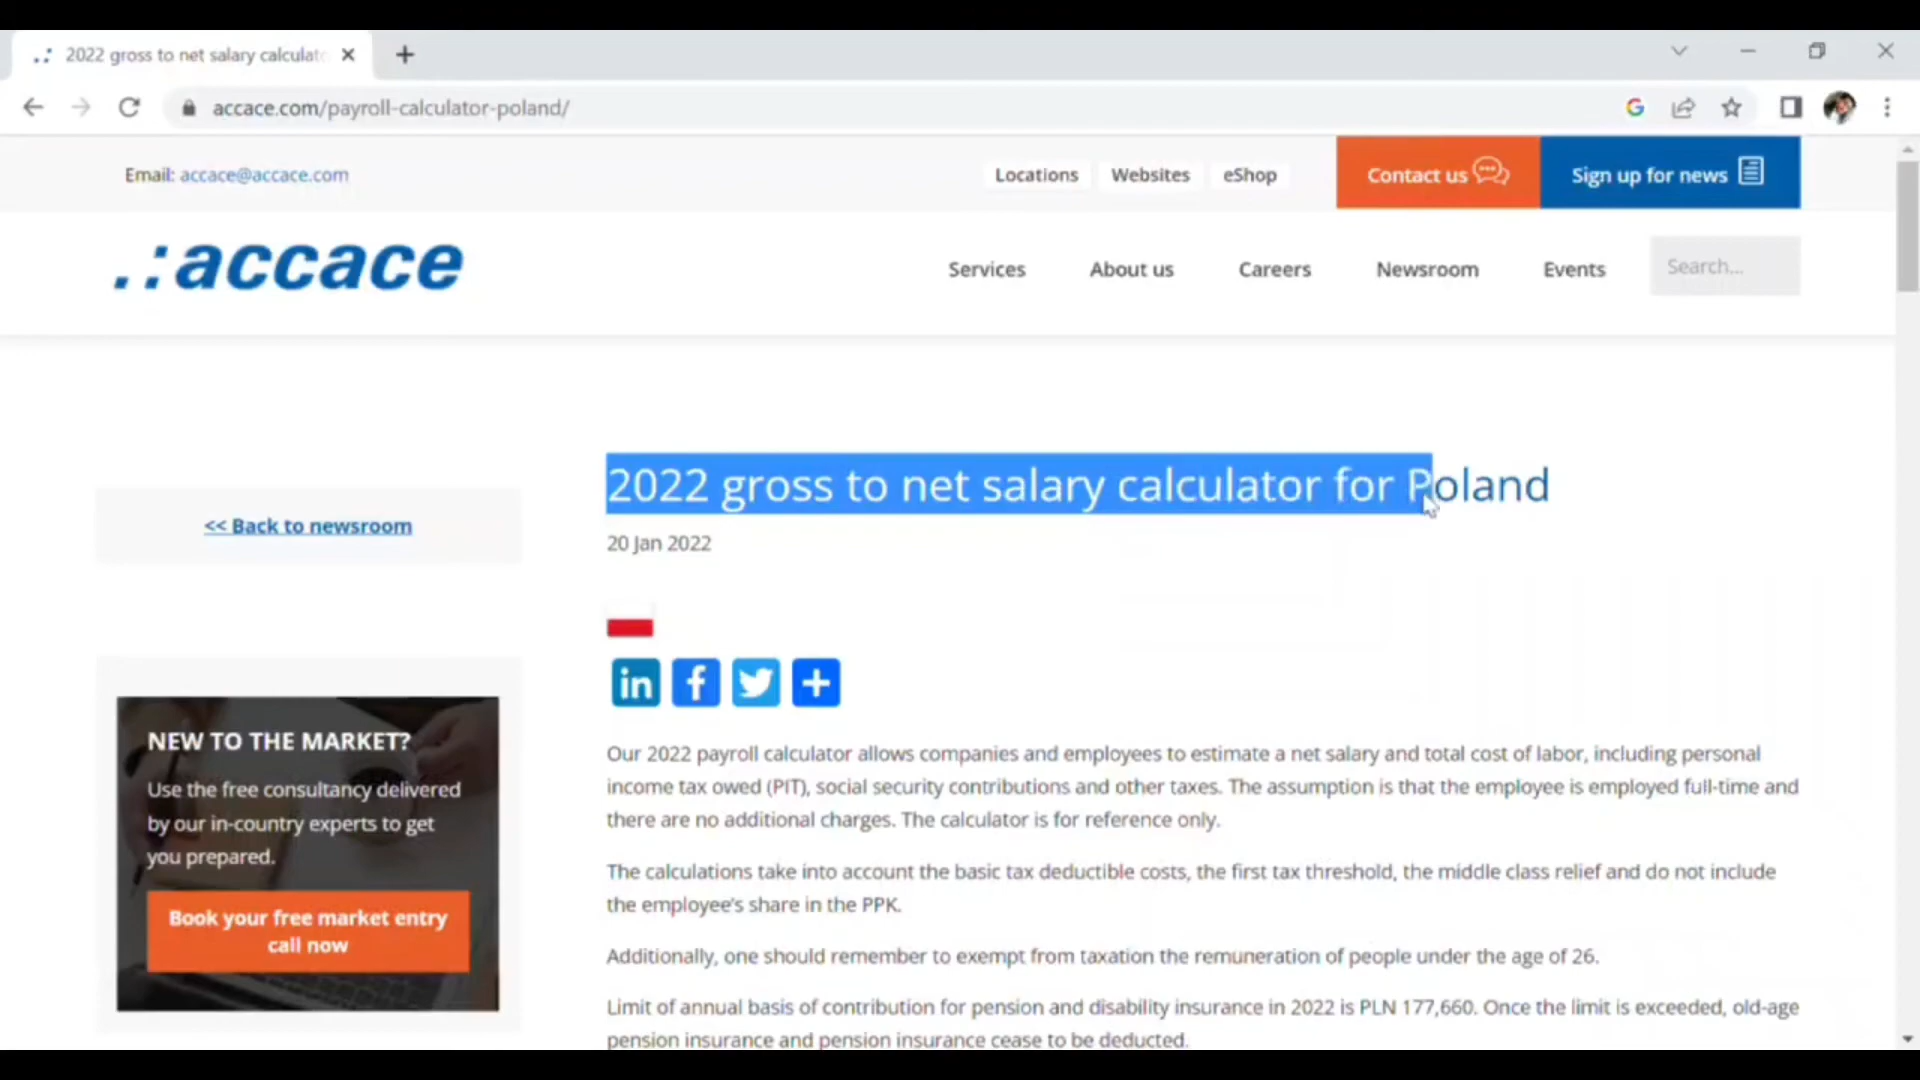 2022 gross to net salary calculat
accace.com/payroll-calculator-poland/
Email: accace@accace.com
Locations
Websites
eShop
Contact us
Sign up for news
.:accace
Services
About us
Careers
Newsroom
Events
Search...
<< Back to newsroom
NEW TO THE MARKET?
Use the free consultancy delivered
by our in-country experts to get
you prepared.
Book your free market entry
call now
2022 gross to net salary calculator for Poland
20 Jan 2022
Our 2022 payroll calculator allows companies and employees to estimate a net salary and total cost of labor, including personal
income tax owed (PIT), social security contributions and other taxes. The assumption is that the employee is employed full-time and
there are no additional charges. The calculator is for reference only.
The calculations take into account the basic tax deductible costs, the first tax threshold, the middle class relief and do not include
the employee's share in the PPK.
Additionally, one should remember to exempt from taxation the remuneration of people under the age of 26.
Limit of annual basis of contribution for pension and disability insurance in 2022 is PLN 177,660. Once the limit is exceeded, old-age
pension insurance and pension insurance cease to be deducted.